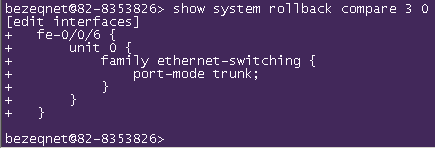 bezeqnet@82-8353826> show system rollback compare 3 0
[edit interfaces]
+    fe-0/0/6 {
+        unit 0 {
+            family ethernet-switching {
+                port-mode trunk;
+            }
+        }
+    }
bezeqnet@82-8353826>